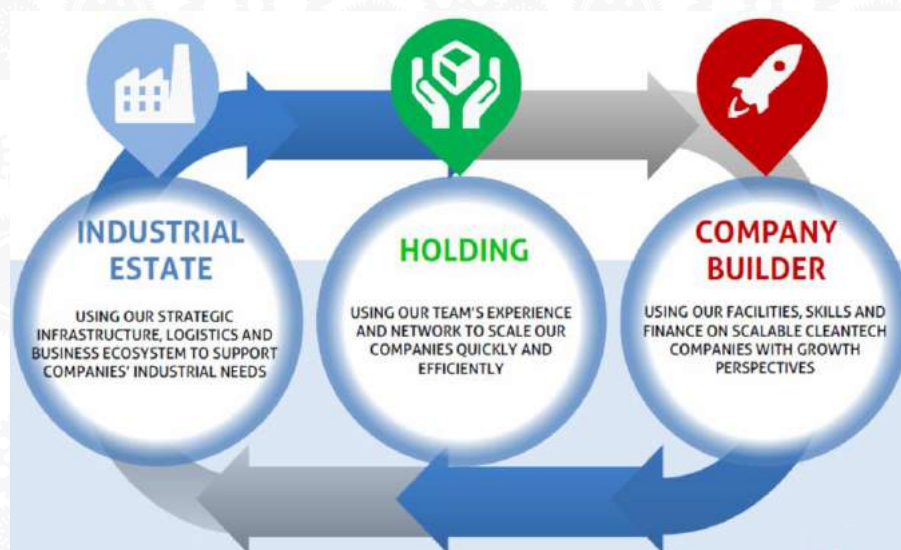 INDUSTRIAL
ESTATE
USING OUR STRATEGIC
INFRASTRUCTURE, LOGISTICS AND
BUSINESS ECOSYSTEM TO SUPPORT
COMPANIES' INDUSTRIAL NEEDS
HOLDING
USING OUR TEAM'S EXPERIENCE
AND NETWORK TO SCALE OUR
COMPANIES QUICKLY AND
EFFICIENTLY
COMPANY
BUILDER
USING OUR FACILITIES, SKILLS AND
FINANCE ON SCALABLE CLEANTECH
COMPANIES WITH GROWTH
PERSPECTIVES